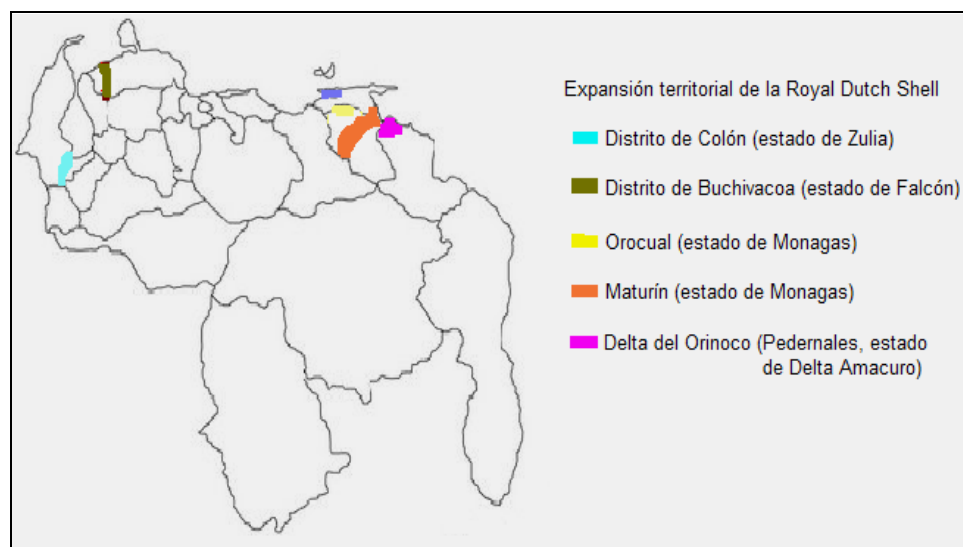 Expansión territorial de la Royal Dutch Shell
Distrito de Colón (estado de Zulia)
Distrito de Buchivacoa (estado de Falcón)
Orocual (estado de Monagas)
Maturín (estado de Monagas)
Delta del Orinoco (Pedernales, estado
de Delta Amacuro)